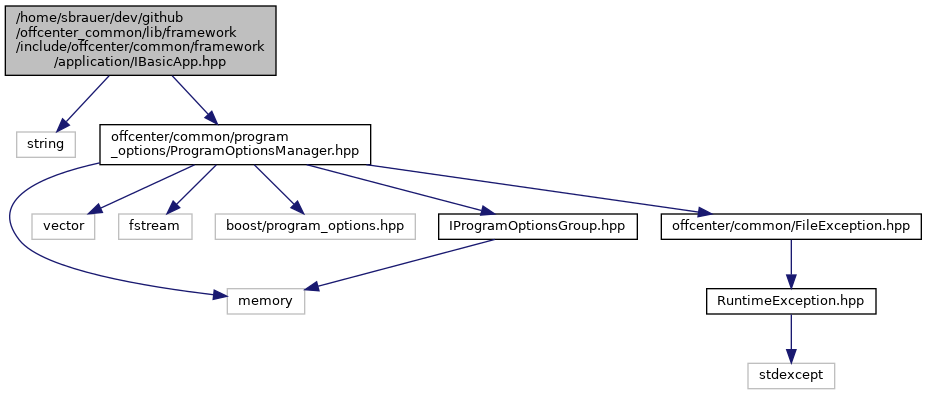 /home/sbrauer/dev/github
/offcenter_common/lib/framework
/include/offcenter/common/framework
/application/IBasicApp.hpp
string
offcenter/common/program
_options/ProgramOptionsManager.hpp
vector
fstream
boost/program_options.hpp
IProgramOptionsGroup.hpp
offcenter/common/FileException.hpp
memory
RuntimeException.hpp
stdexcept